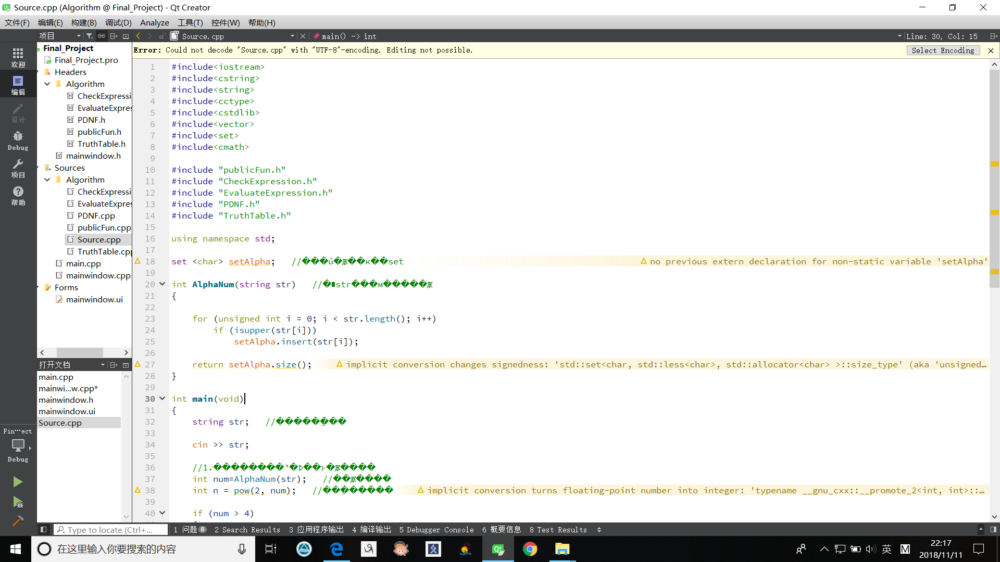 Source.cpp (Algorithm @ Final_Project) - Qt Creator
文件(F) 编辑(E) 构建(B) 调试(D) Analyze 工具(T) 控件(W) 帮助(H)
项目
Source.cpp
main() -> int
Line: 30, Col: 15
Error: Could not decode "Source.cpp" with "UTF-8"-encoding. Editing not possible.
Select Encoding
欢迎
编辑
设计
Debug
项目
帮助
Fin···ect
Debug
Final_Project
Final_Project.pro
Headers
Algorithm
CheckExpressi
EvaluateExpres
PDNF.h
publicFun.h
TruthTable.h
mainwindow.h
Sources
Algorithm
CheckExpressi
EvaluateExpres
PDNF.cpp
publicFun.cpp
Source.cpp
TruthTable.cpp
main.cpp
mainwindow.cpp
Forms
mainwindow.ui
打开文档
main.cpp
mainwi...w.cpp*
mainwindow.h
mainwindow.ui
Source.cpp
1 #include<iostream>
2 #include<cstring>
3 #include<string>
4 #include<cctype>
5 #include<cstdlib>
6 #include<vector>
7 #include<set>
8 #include<cmath>
9
10 #include "publicFun.h"
11 #include "CheckExpression.h"
12 #include "EvaluateExpression.h"
13 #include "PDNF.h"
14 #include "TruthTable.h"
15
16 using namespace std;
17
18 set <char> setAlpha; //���ű�Ѫ��ĸ��set no previous extern declaration for non-static variable 'setAlpha'
19
20 int AlphaNum(string str) //�str���м�����Ѫ
21 {
22
23 for (unsigned int i = 0; i < str.length(); i++)
24 if (isupper(str[i]))
25 setAlpha.insert(str[i]);
26
27 return setAlpha.size(); implicit conversion changes signedness: 'std::set<char, std::less<char>, std::allocator<char> >::size_type' (aka 'unsigned…
28 }
29
30 int main(void)
31 {
32 string str; //��������
33
34 cin >> str;
35
36 //1.
37 int num=AlphaNum(str); //
38 int n = pow(2, num); // implicit conversion turns floating-point number into integer: 'typename __gnu_cxx::__promote_2<int, int>::…
39
40 if (num > 4)
Type to locate (Ctrl+...
1 问题 8 2 Search Results 3 应用程序输出 4 编译输出 5 Debugger Console 6 概要信息 8 Test Results
在这里输入你要搜索的内容
英
M
22:17
2018/11/11